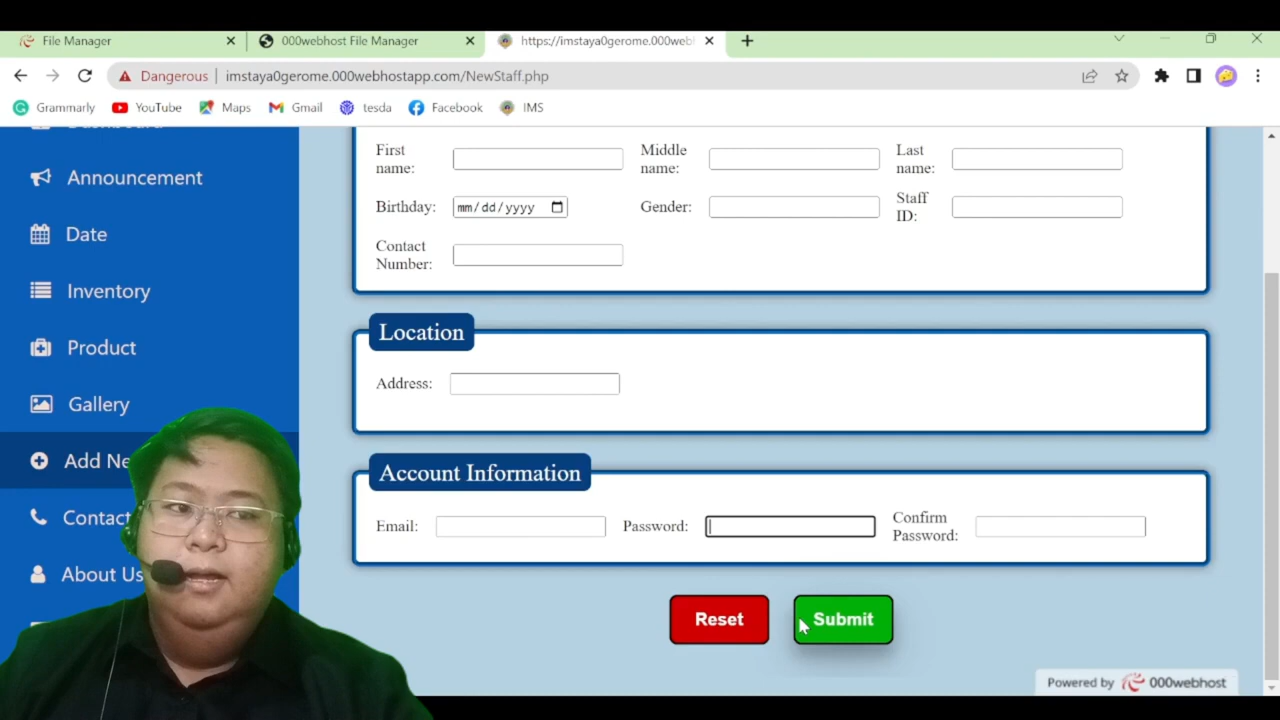 File Manager
000webhost File Manager
https://imstaya0gerome.000web
Dangerous
imstaya0gerome.000webhostapp.com/NewStaff.php
Grammarly
YouTube
Maps
Gmail
tesda
Facebook
IMS
Announcement
Date
Inventory
Product
Gallery
Add Ne
Contact
About Us
First
name:
Middle
name:
Last
name:
Birthday:
mm/dd/yyyy
Gender:
Staff
ID:
Contact
Number:
Location
Address:
Account Information
Email:
Password:
Confirm
Password:
Reset
Submit
Powered by 000webhost